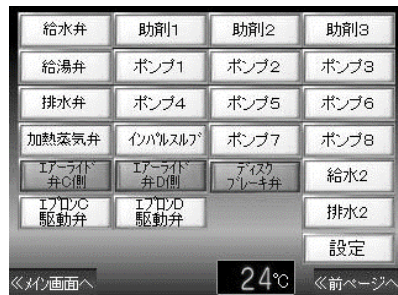 給水弁 助剤1 助剤2 助剤3
給湯弁 ポンプ1 ポンプ2 ポンプ3
排水弁 ポンプ4 ポンプ5 ポンプ6
加熱蒸気弁 インパルスルブ ポンプ7 ポンプ8
エアーライド エアーライド ディスク
弁C側 弁D側 ブレーキ弁 給水2
エプロンC エプロンD
駆動弁 駆動弁 排水2
設定
≪メイン画面へ 24℃ ≪前ページへ